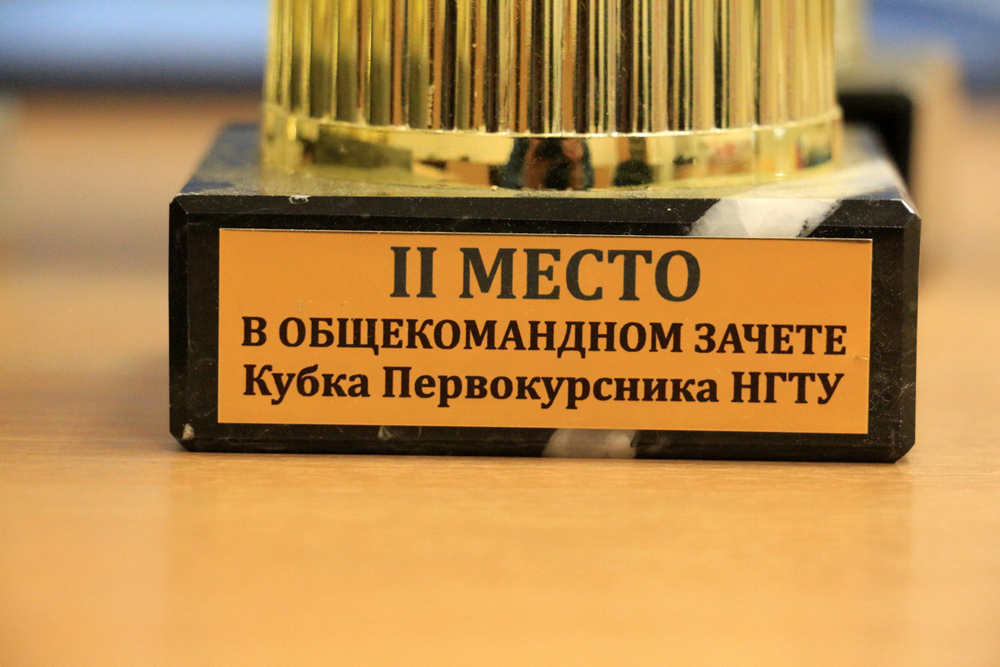 II МЕСТО
В ОБЩЕКОМАНДНОМ ЗАЧЕТЕ
Кубка Первокурсника НГТУ